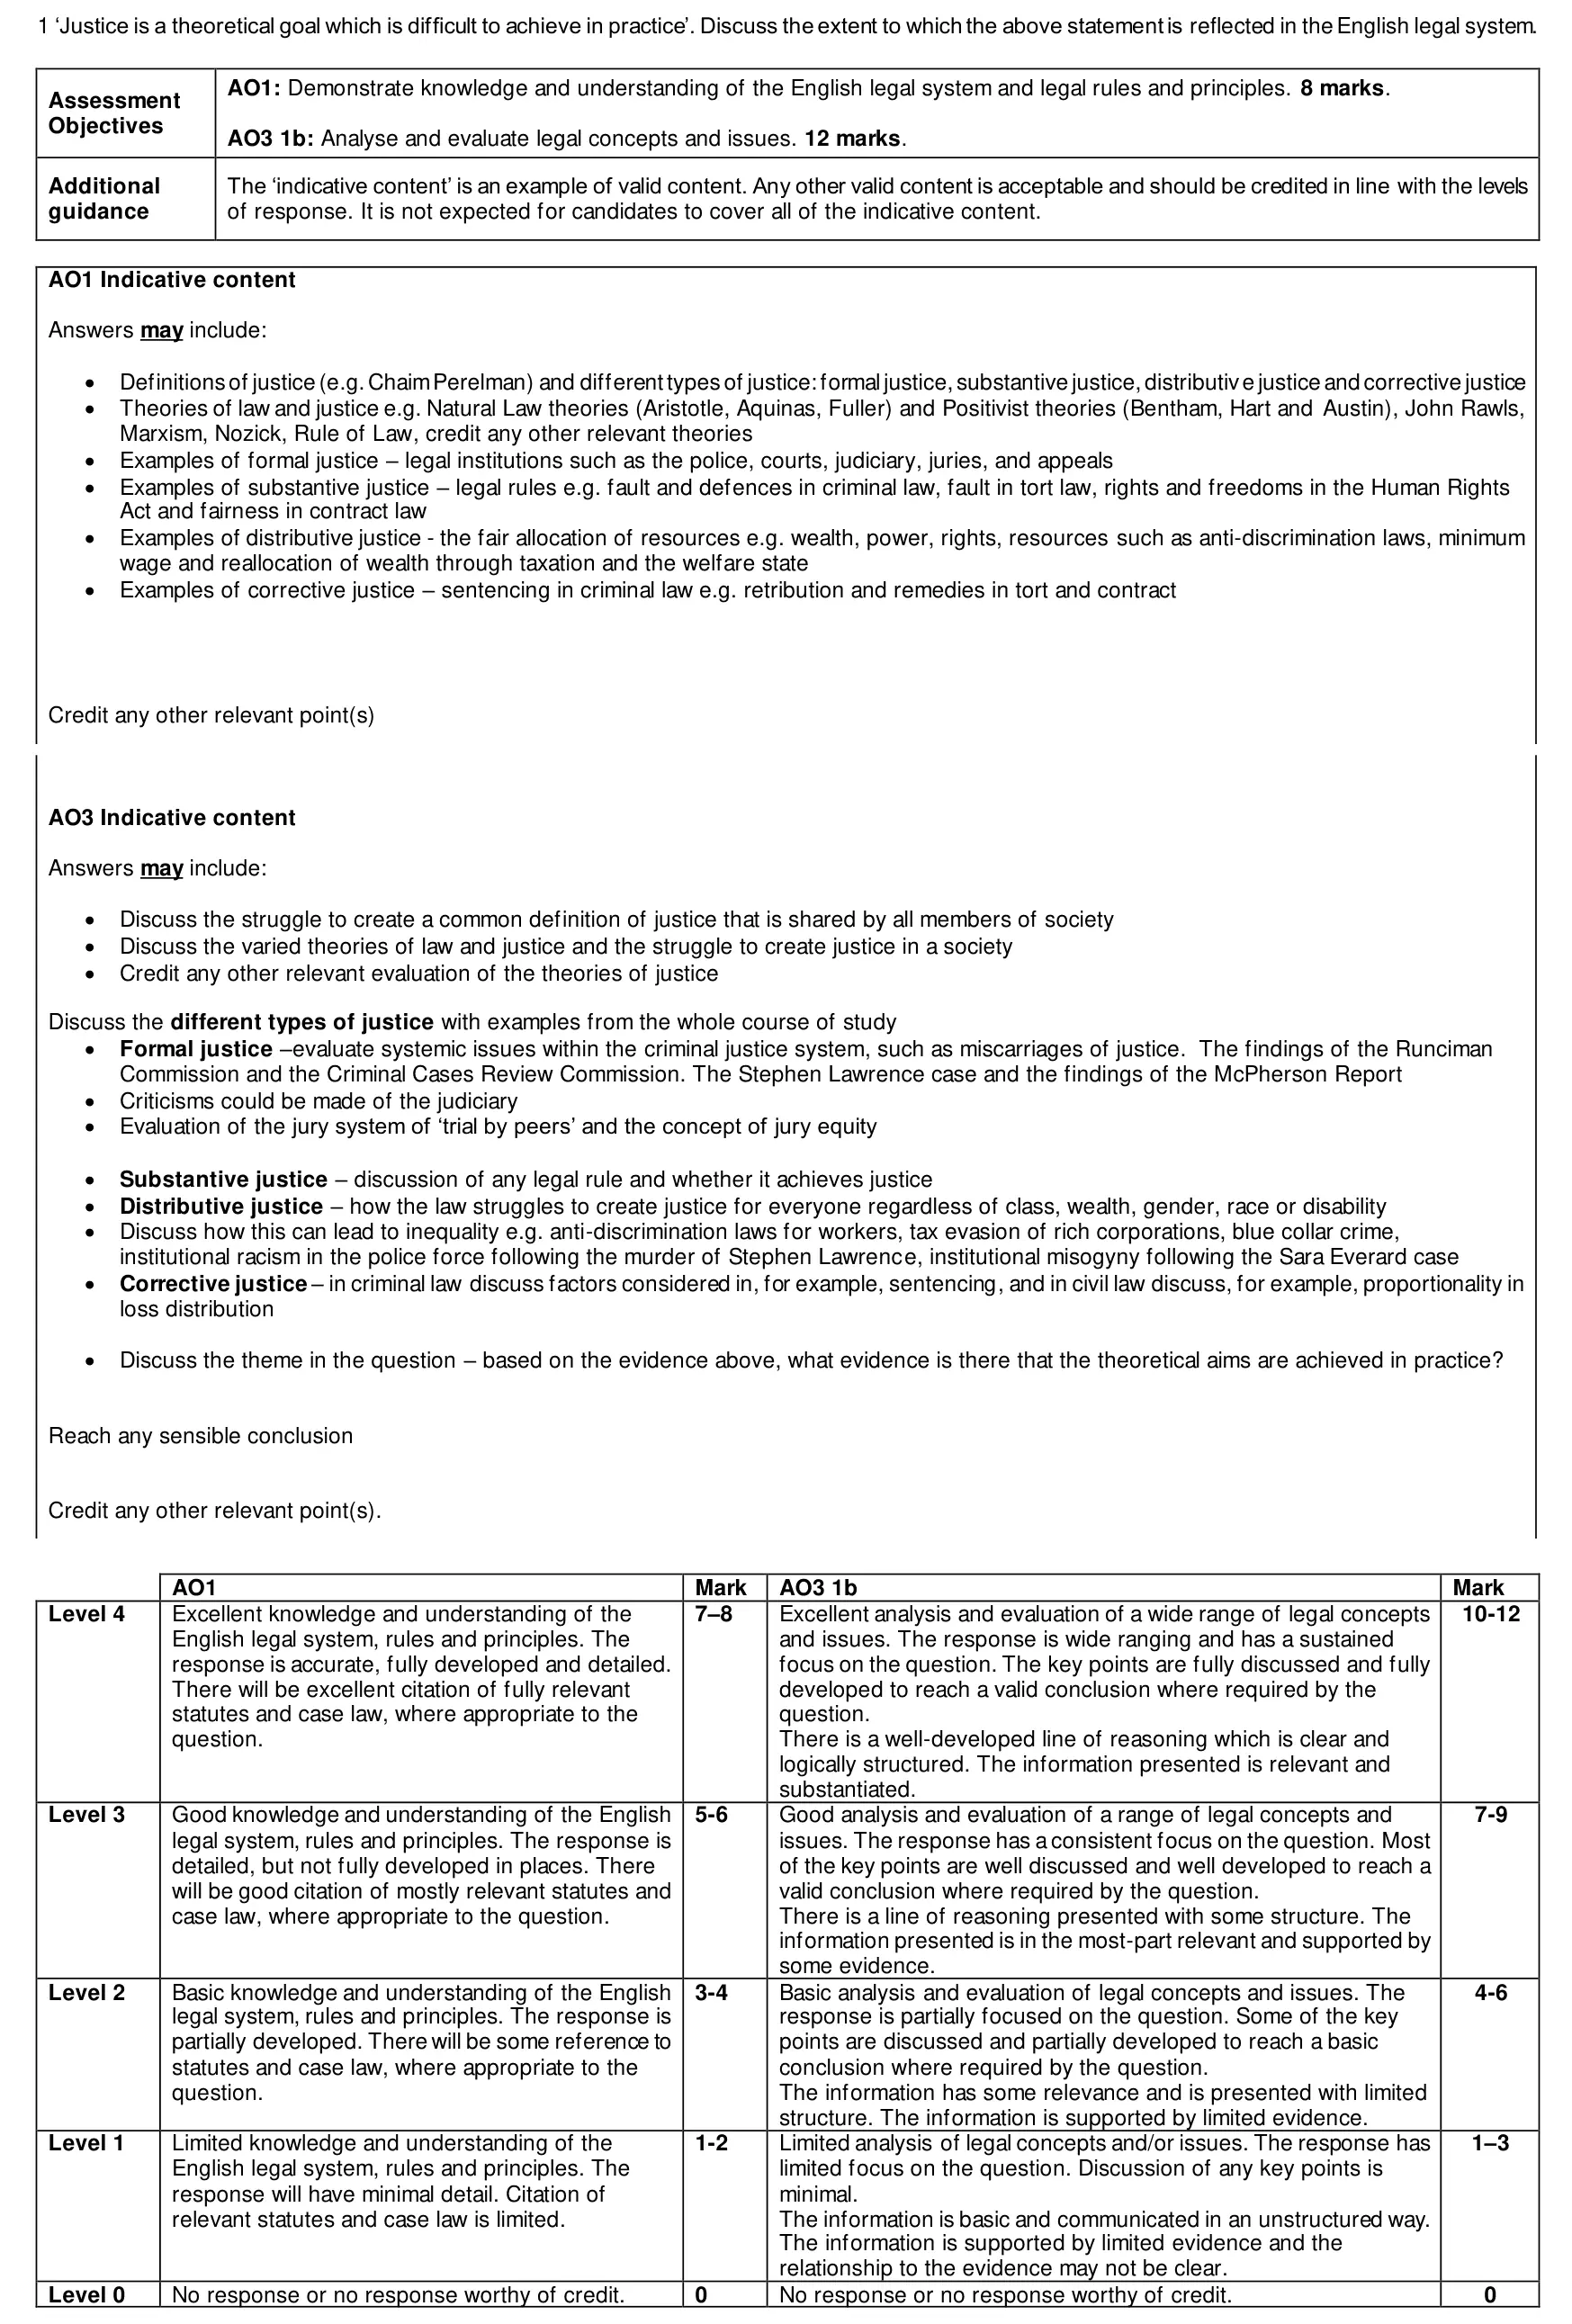 1 ‘Justice is a theoretical goal which is difficult to achieve in practice’. Discuss the extent to which the above statement is reflected in the English legal system.
Assessment
Objectives
AO1: Demonstrate knowledge and understanding of the English legal system and legal rules and principles. 8 marks.
AO3 1b: Analyse and evaluate legal concepts and issues. 12 marks.
Additional
guidance
The ‘indicative content’ is an example of valid content. Any other valid content is acceptable and should be credited in line with the levels
of response. It is not expected for candidates to cover all of the indicative content.
AO1 Indicative content
Answers may include:
• Definitions of justice (e.g. Chaim Perelman) and different types of justice: formal justice, substantive justice, distributive justice and corrective justice
• Theories of law and justice e.g. Natural Law theories (Aristotle, Aquinas, Fuller) and Positivist theories (Bentham, Hart and Austin), John Rawls,
Marxism, Nozick, Rule of Law, credit any other relevant theories
• Examples of formal justice – legal institutions such as the police, courts, judiciary, juries, and appeals
• Examples of substantive justice – legal rules e.g. fault and defences in criminal law, fault in tort law, rights and freedoms in the Human Rights
Act and fairness in contract law
• Examples of distributive justice - the fair allocation of resources e.g. wealth, power, rights, resources such as anti-discrimination laws, minimum
wage and reallocation of wealth through taxation and the welfare state
• Examples of corrective justice – sentencing in criminal law e.g. retribution and remedies in tort and contract
Credit any other relevant point(s)
AO3 Indicative content
Answers may include:
• Discuss the struggle to create a common definition of justice that is shared by all members of society
• Discuss the varied theories of law and justice and the struggle to create justice in a society
• Credit any other relevant evaluation of the theories of justice
Discuss the different types of justice with examples from the whole course of study
• Formal justice –evaluate systemic issues within the criminal justice system, such as miscarriages of justice. The findings of the Runciman
Commission and the Criminal Cases Review Commission. The Stephen Lawrence case and the findings of the McPherson Report
• Criticisms could be made of the judiciary
• Evaluation of the jury system of ‘trial by peers’ and the concept of jury equity
• Substantive justice – discussion of any legal rule and whether it achieves justice
• Distributive justice – how the law struggles to create justice for everyone regardless of class, wealth, gender, race or disability
• Discuss how this can lead to inequality e.g. anti-discrimination laws for workers, tax evasion of rich corporations, blue collar crime,
institutional racism in the police force following the murder of Stephen Lawrence, institutional misogyny following the Sara Everard case
• Corrective justice – in criminal law discuss factors considered in, for example, sentencing, and in civil law discuss, for example, proportionality in
loss distribution
• Discuss the theme in the question – based on the evidence above, what evidence is there that the theoretical aims are achieved in practice?
Reach any sensible conclusion
Credit any other relevant point(s).
AO1 Mark AO3 1b Mark
Level 4
Excellent knowledge and understanding of the
English legal system, rules and principles. The
response is accurate, fully developed and detailed.
There will be excellent citation of fully relevant
statutes and case law, where appropriate to the
question.
7–8
Excellent analysis and evaluation of a wide range of legal concepts
and issues. The response is wide ranging and has a sustained
focus on the question. The key points are fully discussed and fully
developed to reach a valid conclusion where required by the
question.
There is a well-developed line of reasoning which is clear and
logically structured. The information presented is relevant and
substantiated.
10-12
Level 3
Good knowledge and understanding of the English
legal system, rules and principles. The response is
detailed, but not fully developed in places. There
will be good citation of mostly relevant statutes and
case law, where appropriate to the question.
5-6
Good analysis and evaluation of a range of legal concepts and
issues. The response has a consistent focus on the question. Most
of the key points are well discussed and well developed to reach a
valid conclusion where required by the question.
There is a line of reasoning presented with some structure. The
information presented is in the most-part relevant and supported by
some evidence.
7-9
Level 2
Basic knowledge and understanding of the English
legal system, rules and principles. The response is
partially developed. There will be some reference to
statutes and case law, where appropriate to the
question.
3-4
Basic analysis and evaluation of legal concepts and issues. The
response is partially focused on the question. Some of the key
points are discussed and partially developed to reach a basic
conclusion where required by the question.
The information has some relevance and is presented with limited
structure. The information is supported by limited evidence.
4-6
Level 1
Limited knowledge and understanding of the
English legal system, rules and principles. The
response will have minimal detail. Citation of
relevant statutes and case law is limited.
1-2
Limited analysis of legal concepts and/or issues. The response has
limited focus on the question. Discussion of any key points is
minimal.
The information is basic and communicated in an unstructured way.
The information is supported by limited evidence and the
relationship to the evidence may not be clear.
1–3
Level 0
No response or no response worthy of credit.
0
No response or no response worthy of credit.
0